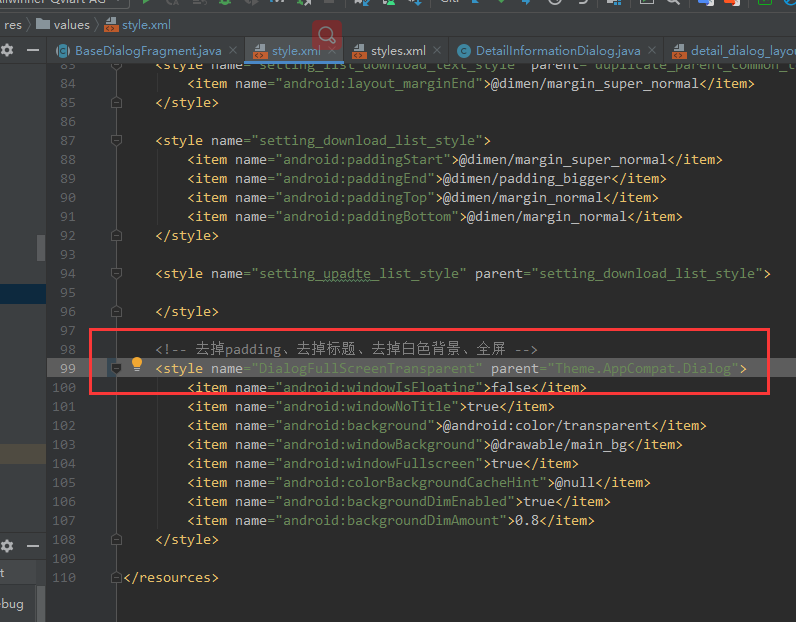 res
values
style.xml
BaseDialogFragment.java
style.xml
styles.xml
DetailInformationDialog.java
detail_dialog_layou
83 <style name="setting_list_download_text_style" parent="duplicate_parent_common_t
84 <item name="android:layout_marginEnd">@dimen/margin_super_normal</item>
85 </style>
86
87 <style name="setting_download_list_style">
88 <item name="android:paddingStart">@dimen/margin_super_normal</item>
89 <item name="android:paddingEnd">@dimen/padding_bigger</item>
90 <item name="android:paddingTop">@dimen/margin_normal</item>
91 <item name="android:paddingBottom">@dimen/margin_normal</item>
92 </style>
93
94 <style name="setting_upadte_list_style" parent="setting_download_list_style">
95
96 </style>
97
98 <!-- 去掉padding、去掉标题、去掉白色背景、全屏 -->
99 <style name="DialogFullScreenTransparent" parent="Theme.AppCompat.Dialog">
100 <item name="android:windowIsFloating">false</item>
101 <item name="android:windowNoTitle">true</item>
102 <item name="android:background">@android:color/transparent</item>
103 <item name="android:windowBackground">@drawable/main_bg</item>
104 <item name="android:windowFullscreen">true</item>
105 <item name="android:colorBackgroundCacheHint">@null</item>
106 <item name="android:backgroundDimEnabled">true</item>
107 <item name="android:backgroundDimAmount">0.8</item>
108 </style>
109
110 </resources>
t
bug